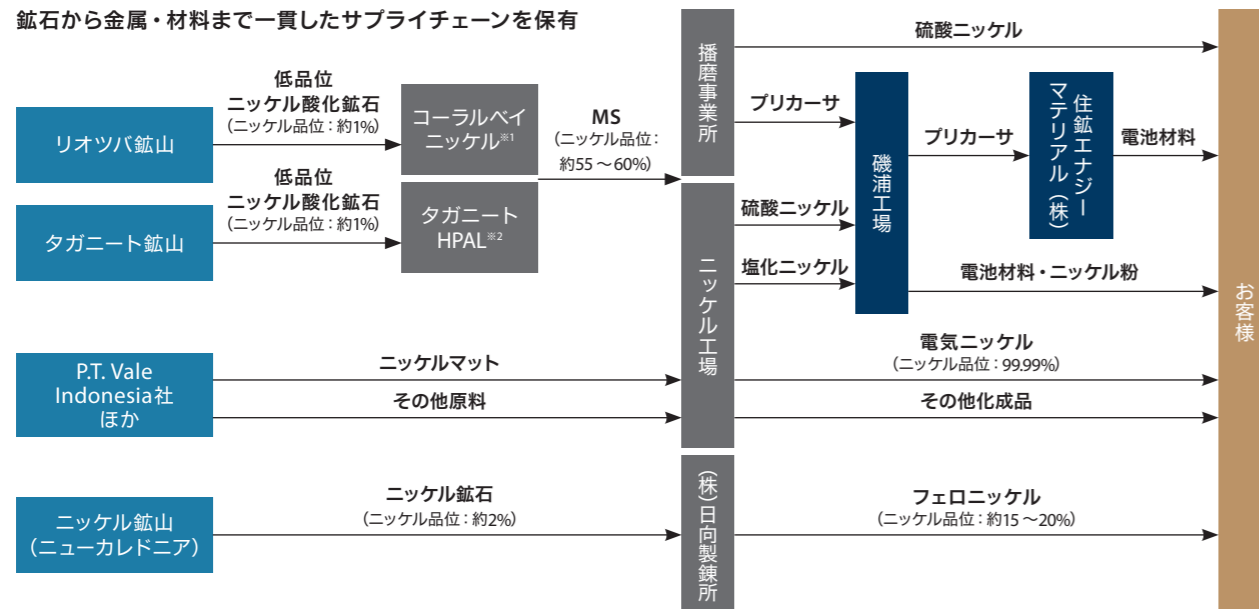 鉱石から金属・材料まで一貫したサプライチェーンを保有
リオツバ鉱山
低品位
ニッケル酸化鉱石
(ニッケル品位：約1%)
コーラルベイ
ニッケル※1
タガニート鉱山
低品位
ニッケル酸化鉱石
(ニッケル品位：約1%)
タガニート
HPAL※2
MS
(ニッケル品位：
約55～60%)
播磨事業所
硫酸ニッケル
プリカーサ
磯浦工場
プリカーサ
住鉱エナジー
マテリアル(株)
電池材料
ニッケル工場
硫酸ニッケル
塩化ニッケル
電池材料・ニッケル粉
P.T. Vale
Indonesia社
ほか
ニッケルマット
その他原料
電気ニッケル
(ニッケル品位：99.99%)
その他化成品
ニッケル鉱山
(ニューカレドニア)
ニッケル鉱石
(ニッケル品位：約2%)
(株)日向製錬所
フェロニッケル
(ニッケル品位：約15～20%)
お客様